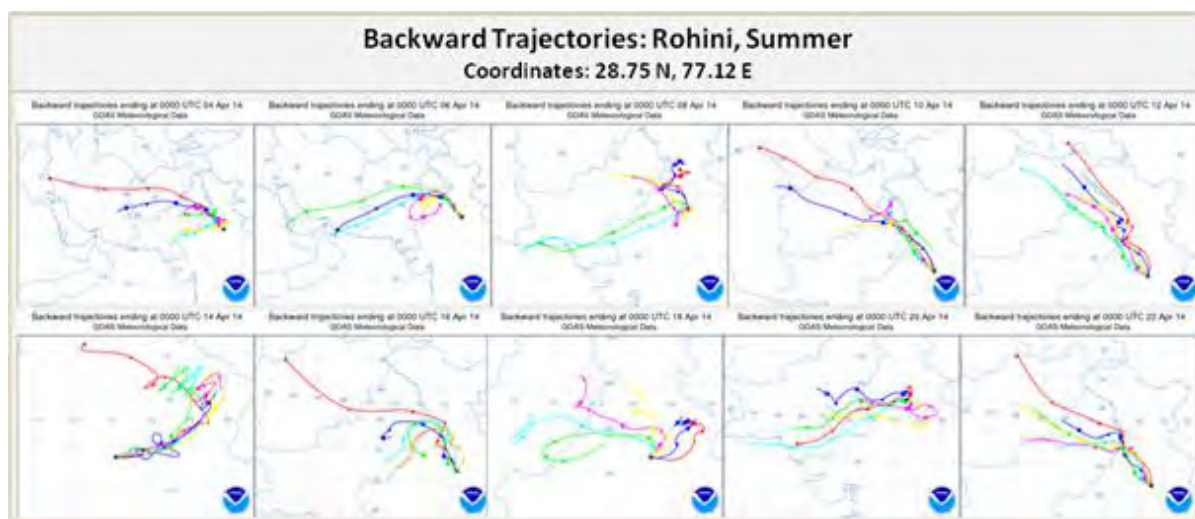 Backward Trajectories: Rohini, Summer
Coordinates: 28.75 N, 77.12 E
Backward trajectories ending at 0000 UTC 04 Apr 14
GDAS Meteorological Data
Backward trajectories ending at 0000 UTC 06 Apr 14
GDAS Meteorological Data
Backward trajectories ending at 0000 UTC 08 Apr 14
GDAS Meteorological Data
Backward trajectories ending at 0000 UTC 10 Apr 14
GDAS Meteorological Data
Backward trajectories ending at 0000 UTC 12 Apr 14
GDAS Meteorological Data
Backward trajectories ending at 0000 UTC 14 Apr 14
GDAS Meteorological Data
Backward trajectories ending at 0000 UTC 16 Apr 14
GDAS Meteorological Data
Backward trajectories ending at 0000 UTC 18 Apr 14
GDAS Meteorological Data
Backward trajectories ending at 0000 UTC 20 Apr 14
GDAS Meteorological Data
Backward trajectories ending at 0000 UTC 22 Apr 14
GDAS Meteorological Data